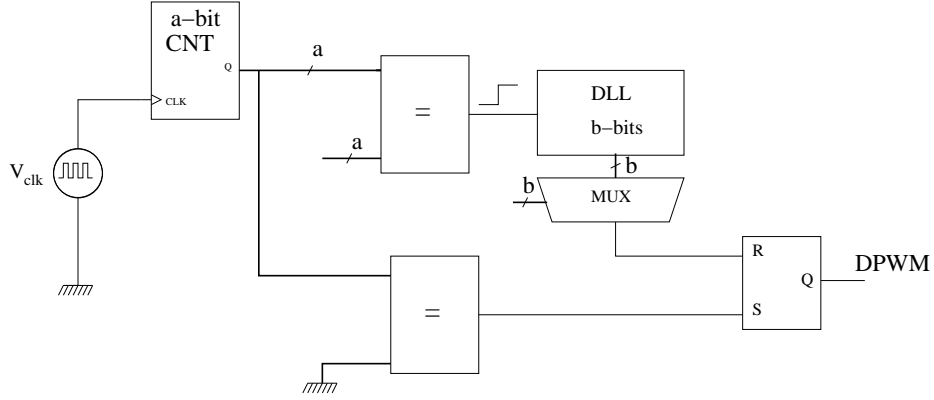 a-bit
CNT
Q
CLK
V_clk
a
a
=
DLL
b-bits
b
b
MUX
=
R
S
Q
DPWM